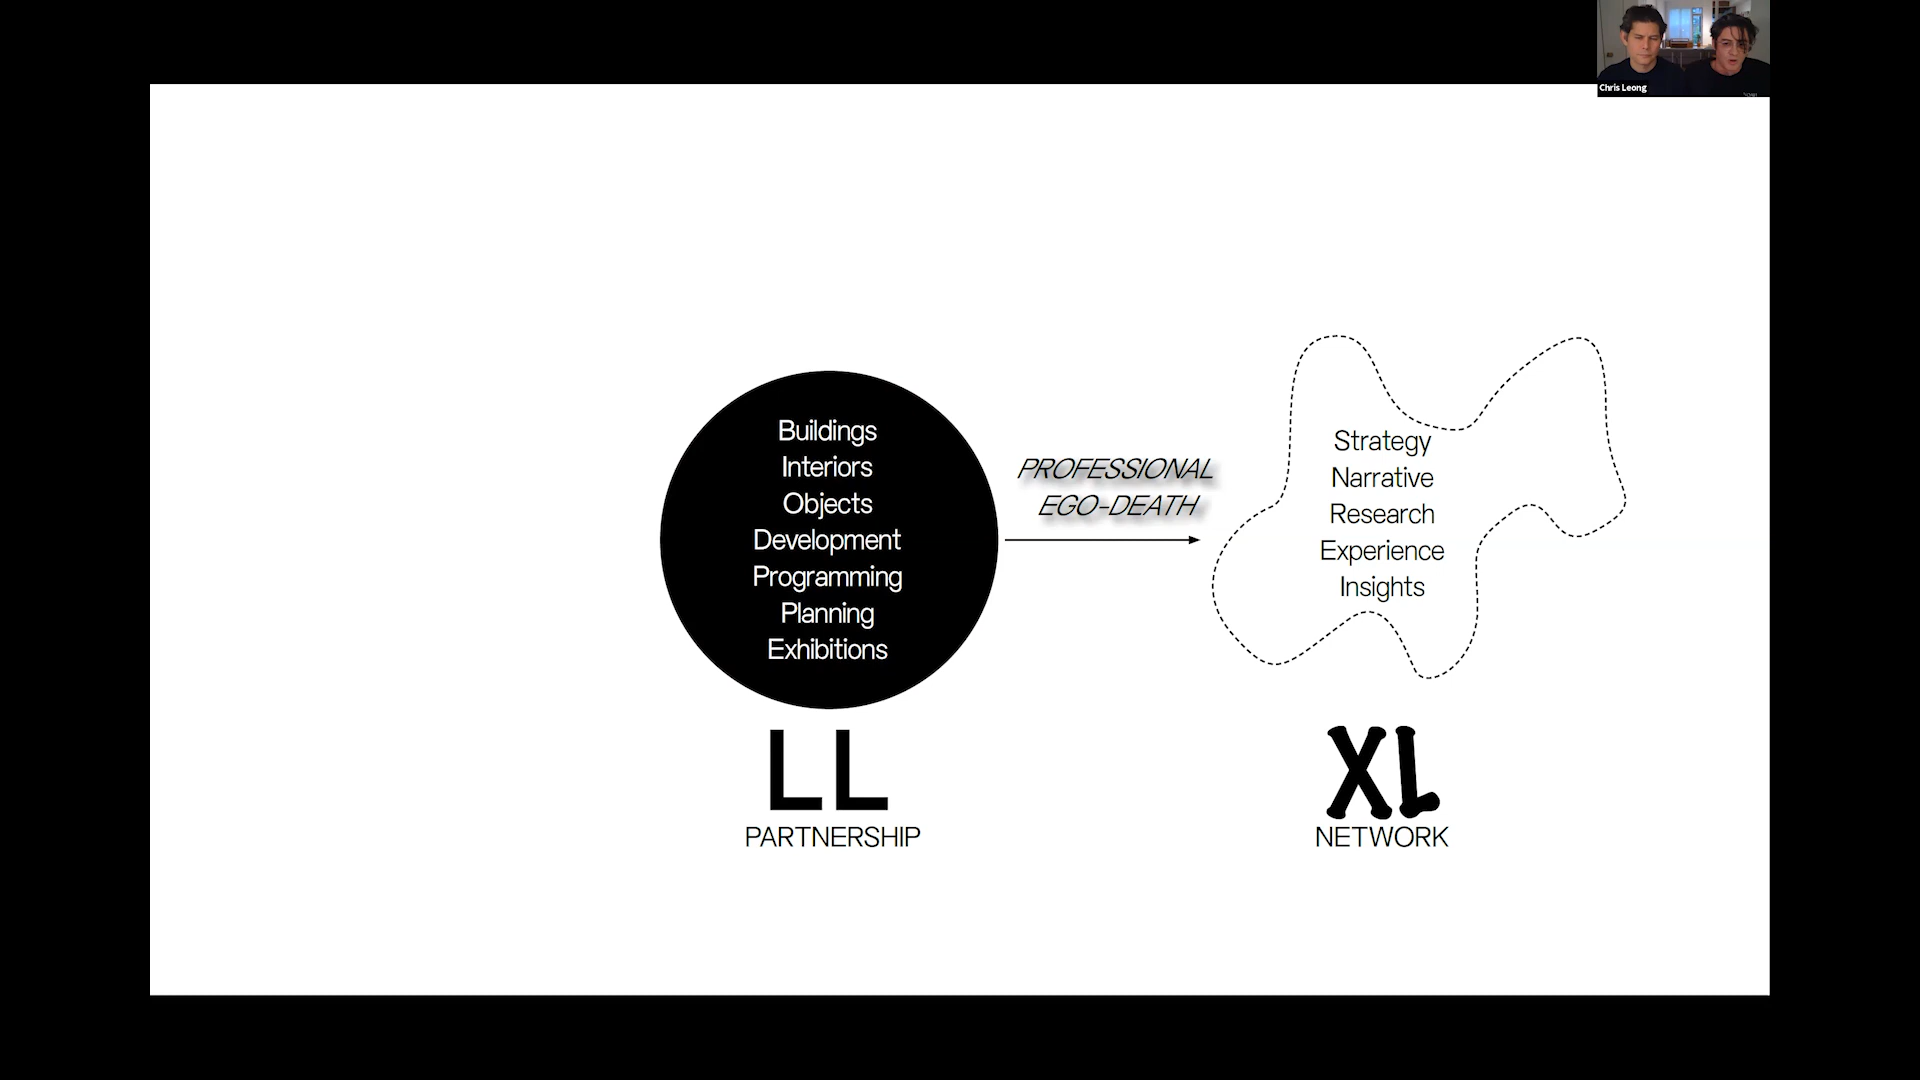 Chris Leong
Buildings
Interiors
Objects
Development
Programming
Planning
Exhibitions
PROFESSIONAL
EGO-DEATH
Strategy
Narrative
Research
Experience
Insights
LL
PARTNERSHIP
XL
NETWORK